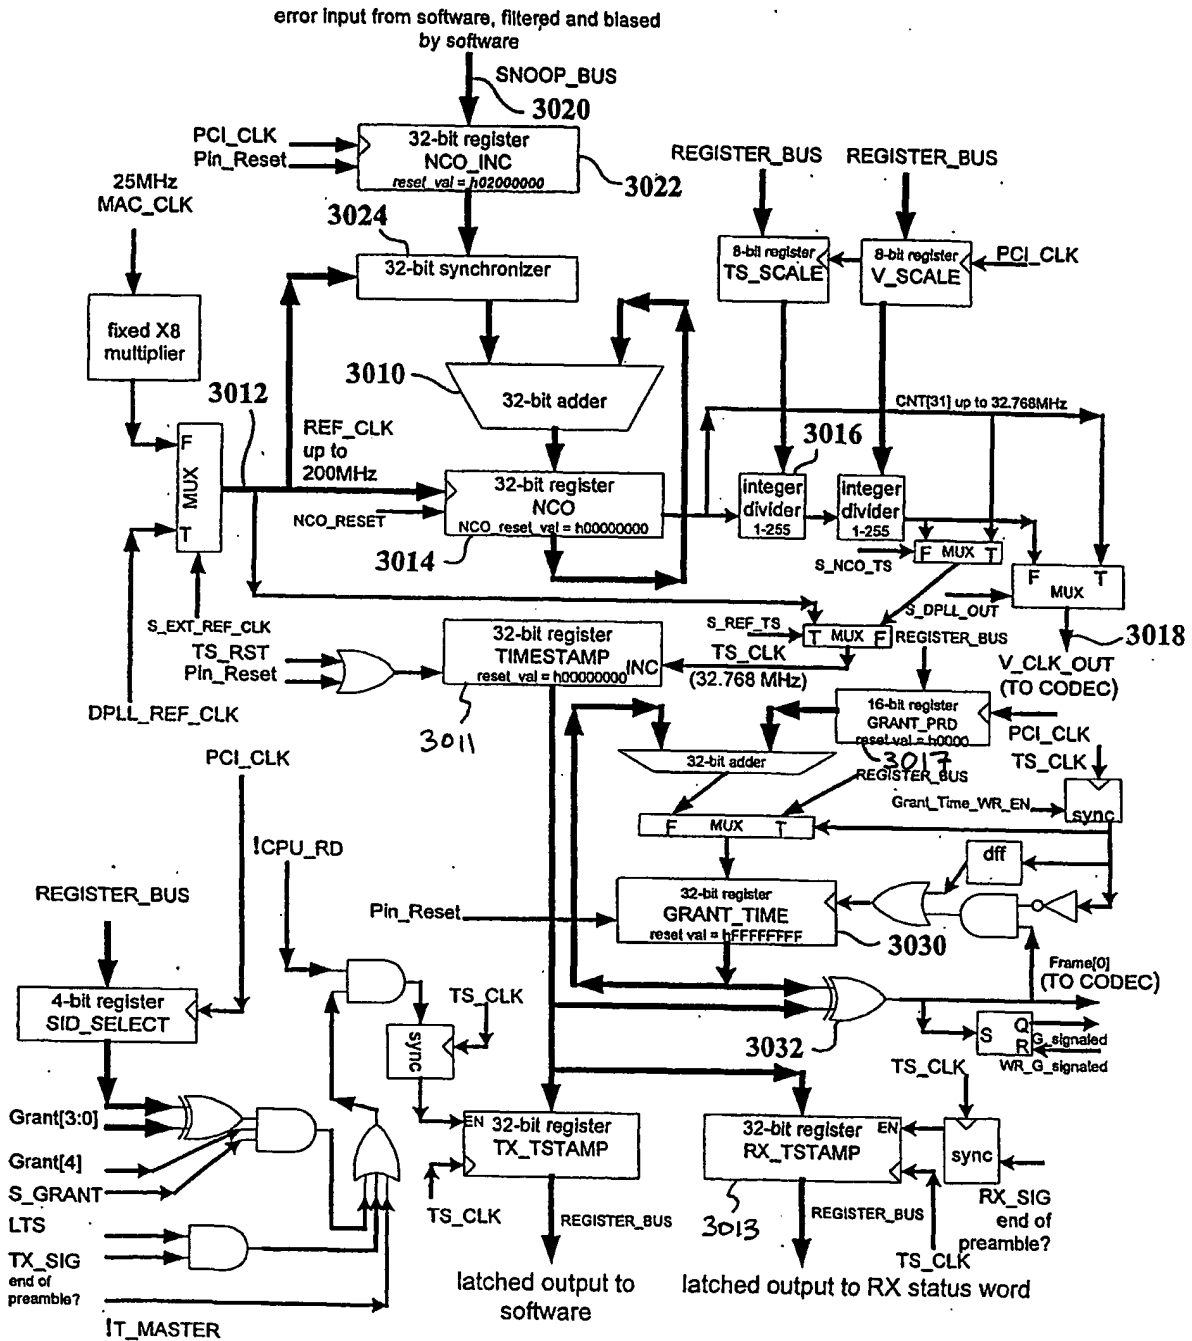 error input from software, filtered and biased
by software
SNOOP_BUS
3020
PCI_CLK
Pin_Reset
32-bit register
NCO_INC
reset_val = h02000000
3022
REGISTER_BUS
REGISTER_BUS
25MHz
MAC_CLK
3024
32-bit synchronizer
8-bit register
TS_SCALE
8-bit register
V_SCALE
PCI_CLK
fixed X8
multiplier
3010
32-bit adder
3012
CNT[31] up to 32.768MHz
F
MUX
T
REF_CLK
up to
200MHz
NCO_RESET
32-bit register
NCO
NCO_reset_val = h00000000
3014
3016
integer
divider
1-255
integer
divider
1-255
S_NCO_TS
F MUX T
F T
MUX
S_DPLL_OUT
3018
V_CLK_OUT
(TO CODEC)
S_EXT_REF_CLK
TS_RST
Pin_Reset
DPLL_REF_CLK
32-bit register
TIMESTAMP
reset_val = h00000000
INC
3011
S_REF_TS
T MUX F
TS_CLK
(32.768 MHz)
REGISTER_BUS
16-bit register
GRANT_PRD
reset val = h0000
3017
PCI_CLK
TS_CLK
32-bit adder
REGISTER_BUS
Grant_Time_WR_EN
sync
F MUX T
dff
PCI_CLK
!CPU_RD
REGISTER_BUS
Pin_Reset
32-bit register
GRANT_TIME
reset val = hFFFFFFFF
3030
Frame[0]
(TO CODEC)
4-bit register
SID_SELECT
TS_CLK
sync
3032
S Q
R
G_signaled
WR_G_signated
TS_CLK
Grant[3:0]
Grant[4]
S_GRANT
LTS
TX_SIG
end of
preamble?
!T_MASTER
EN
32-bit register
TX_TSTAMP
TS_CLK
REGISTER_BUS
latched output to
software
32-bit register
RX_TSTAMP
EN
3013
sync
RX_SIG
end of
preamble?
REGISTER_BUS
TS_CLK
latched output to RX status word